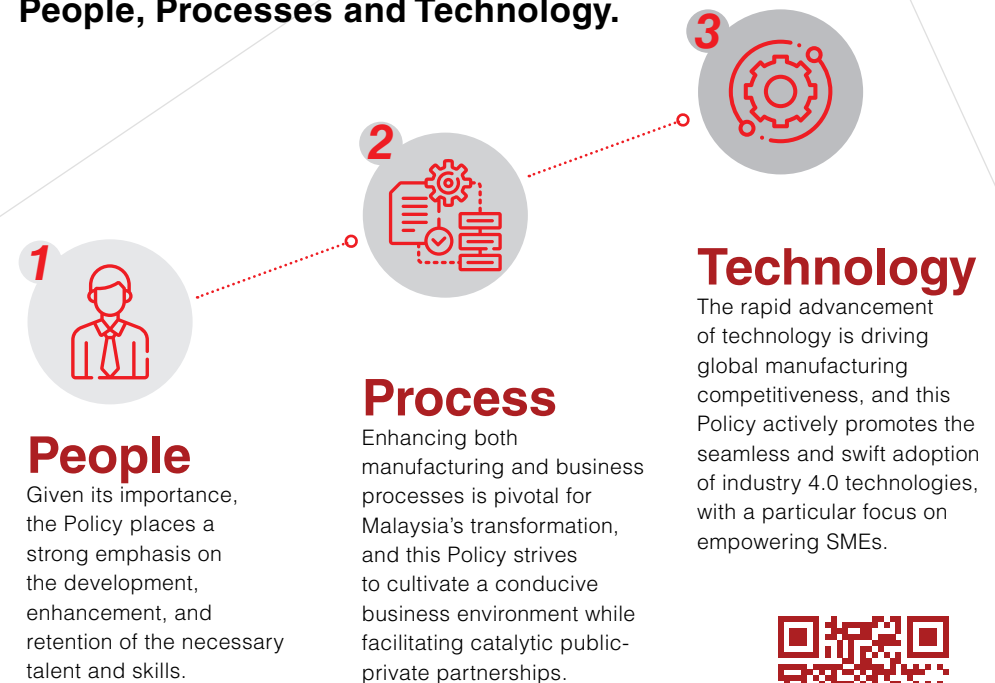 People, Processes and Technology.
1
People
Given its importance,
the Policy places a
strong emphasis on
the development,
enhancement, and
retention of the necessary
talent and skills.
2
Process
Enhancing both
manufacturing and business
processes is pivotal for
Malaysia's transformation,
and this Policy strives
to cultivate a conducive
business environment while
facilitating catalytic public-
private partnerships.
3
Technology
The rapid advancement
of technology is driving
global manufacturing
competitiveness, and this
Policy actively promotes the
seamless and swift adoption
of industry 4.0 technologies,
with a particular focus on
empowering SMEs.